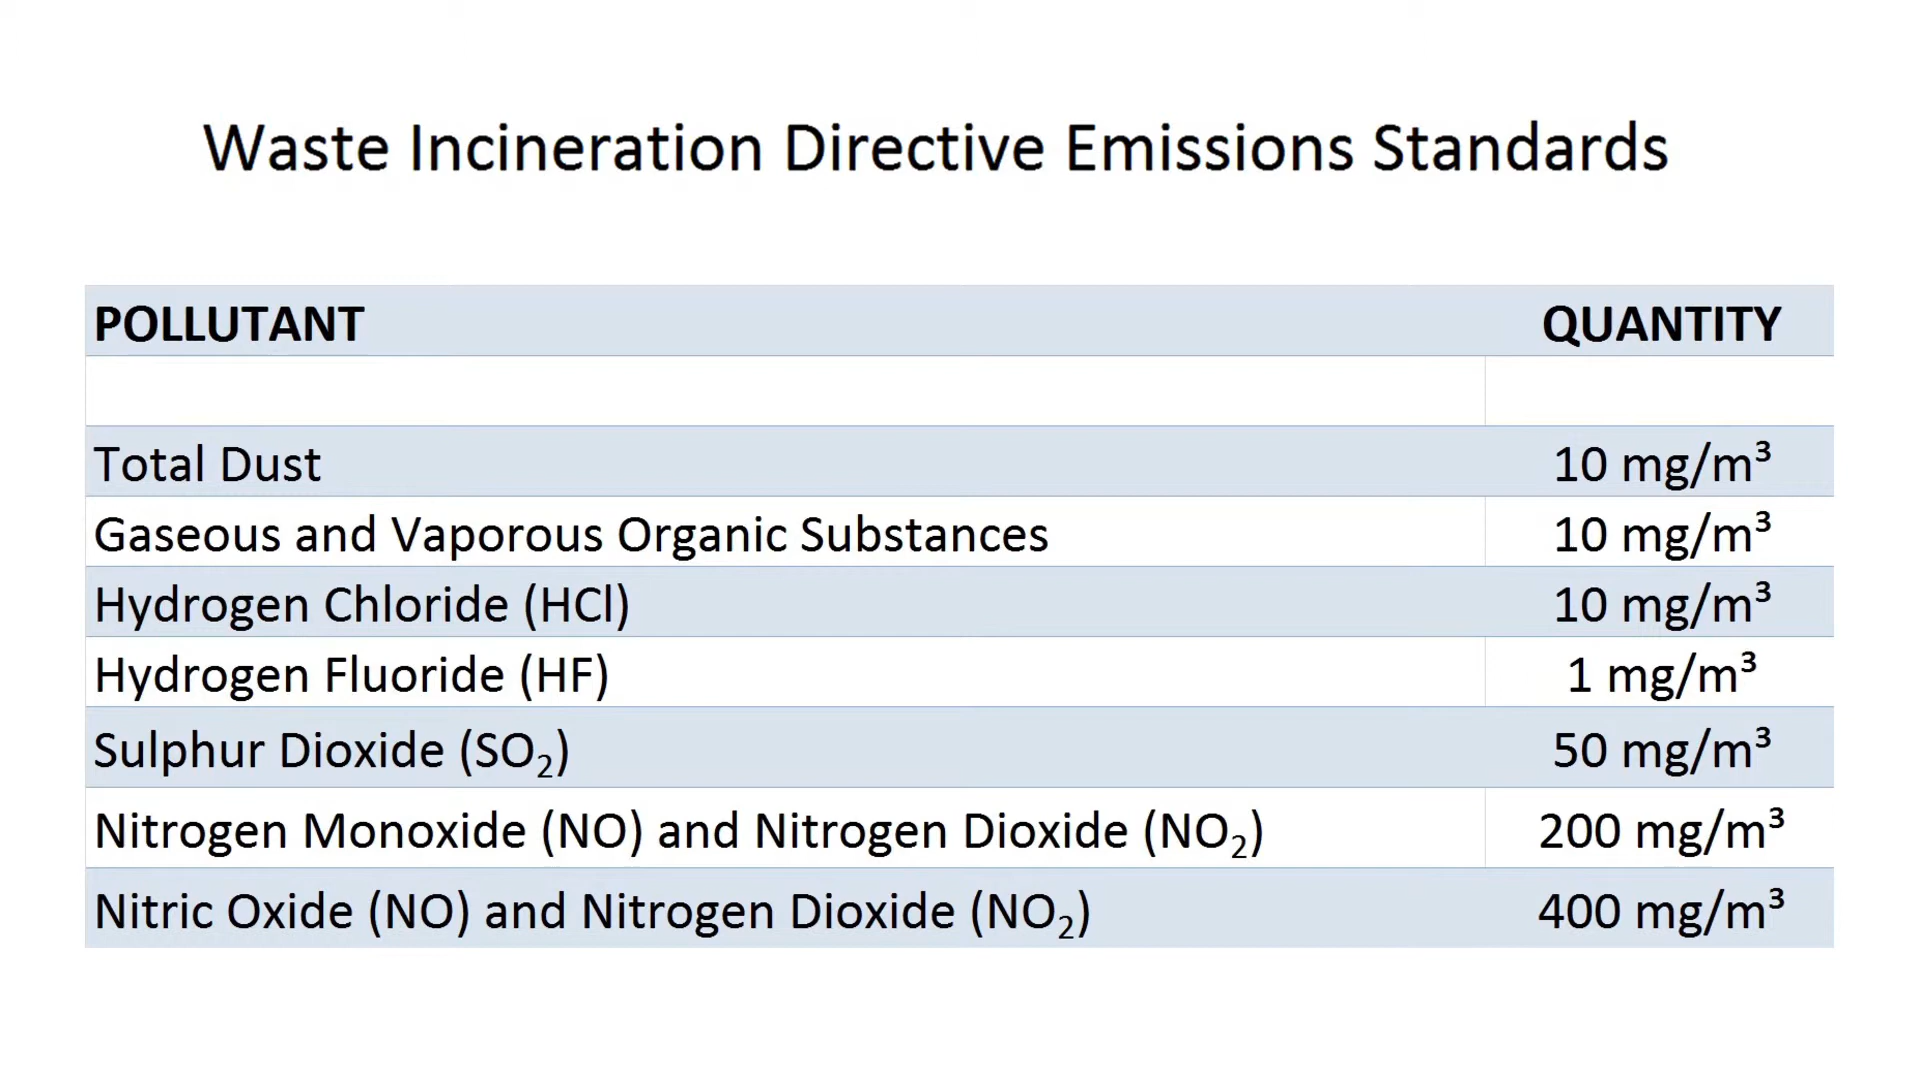 Waste Incineration Directive Emissions Standards
POLLUTANT QUANTITY
Total Dust 10 mg/m³
Gaseous and Vaporous Organic Substances 10 mg/m³
Hydrogen Chloride (HCl) 10 mg/m³
Hydrogen Fluoride (HF) 1 mg/m³
Sulphur Dioxide (SO₂) 50 mg/m³
Nitrogen Monoxide (NO) and Nitrogen Dioxide (NO₂) 200 mg/m³
Nitric Oxide (NO) and Nitrogen Dioxide (NO₂) 400 mg/m³